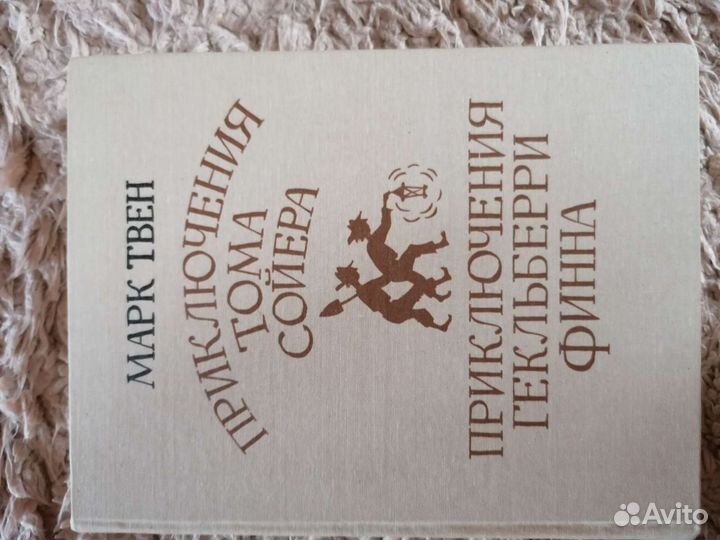 МАРК ТВЕН
ПРИКЛЮЧЕНИЯ
ТОМА
СОЙЕРА
ПРИКЛЮЧЕНИЯ
ГЕКЛЬБЕРРИ
ФИННА
Avito